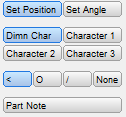 Set Position Set Angle
Dimn Char Character 1
Character 2 Character 3
< O / None
Part Note